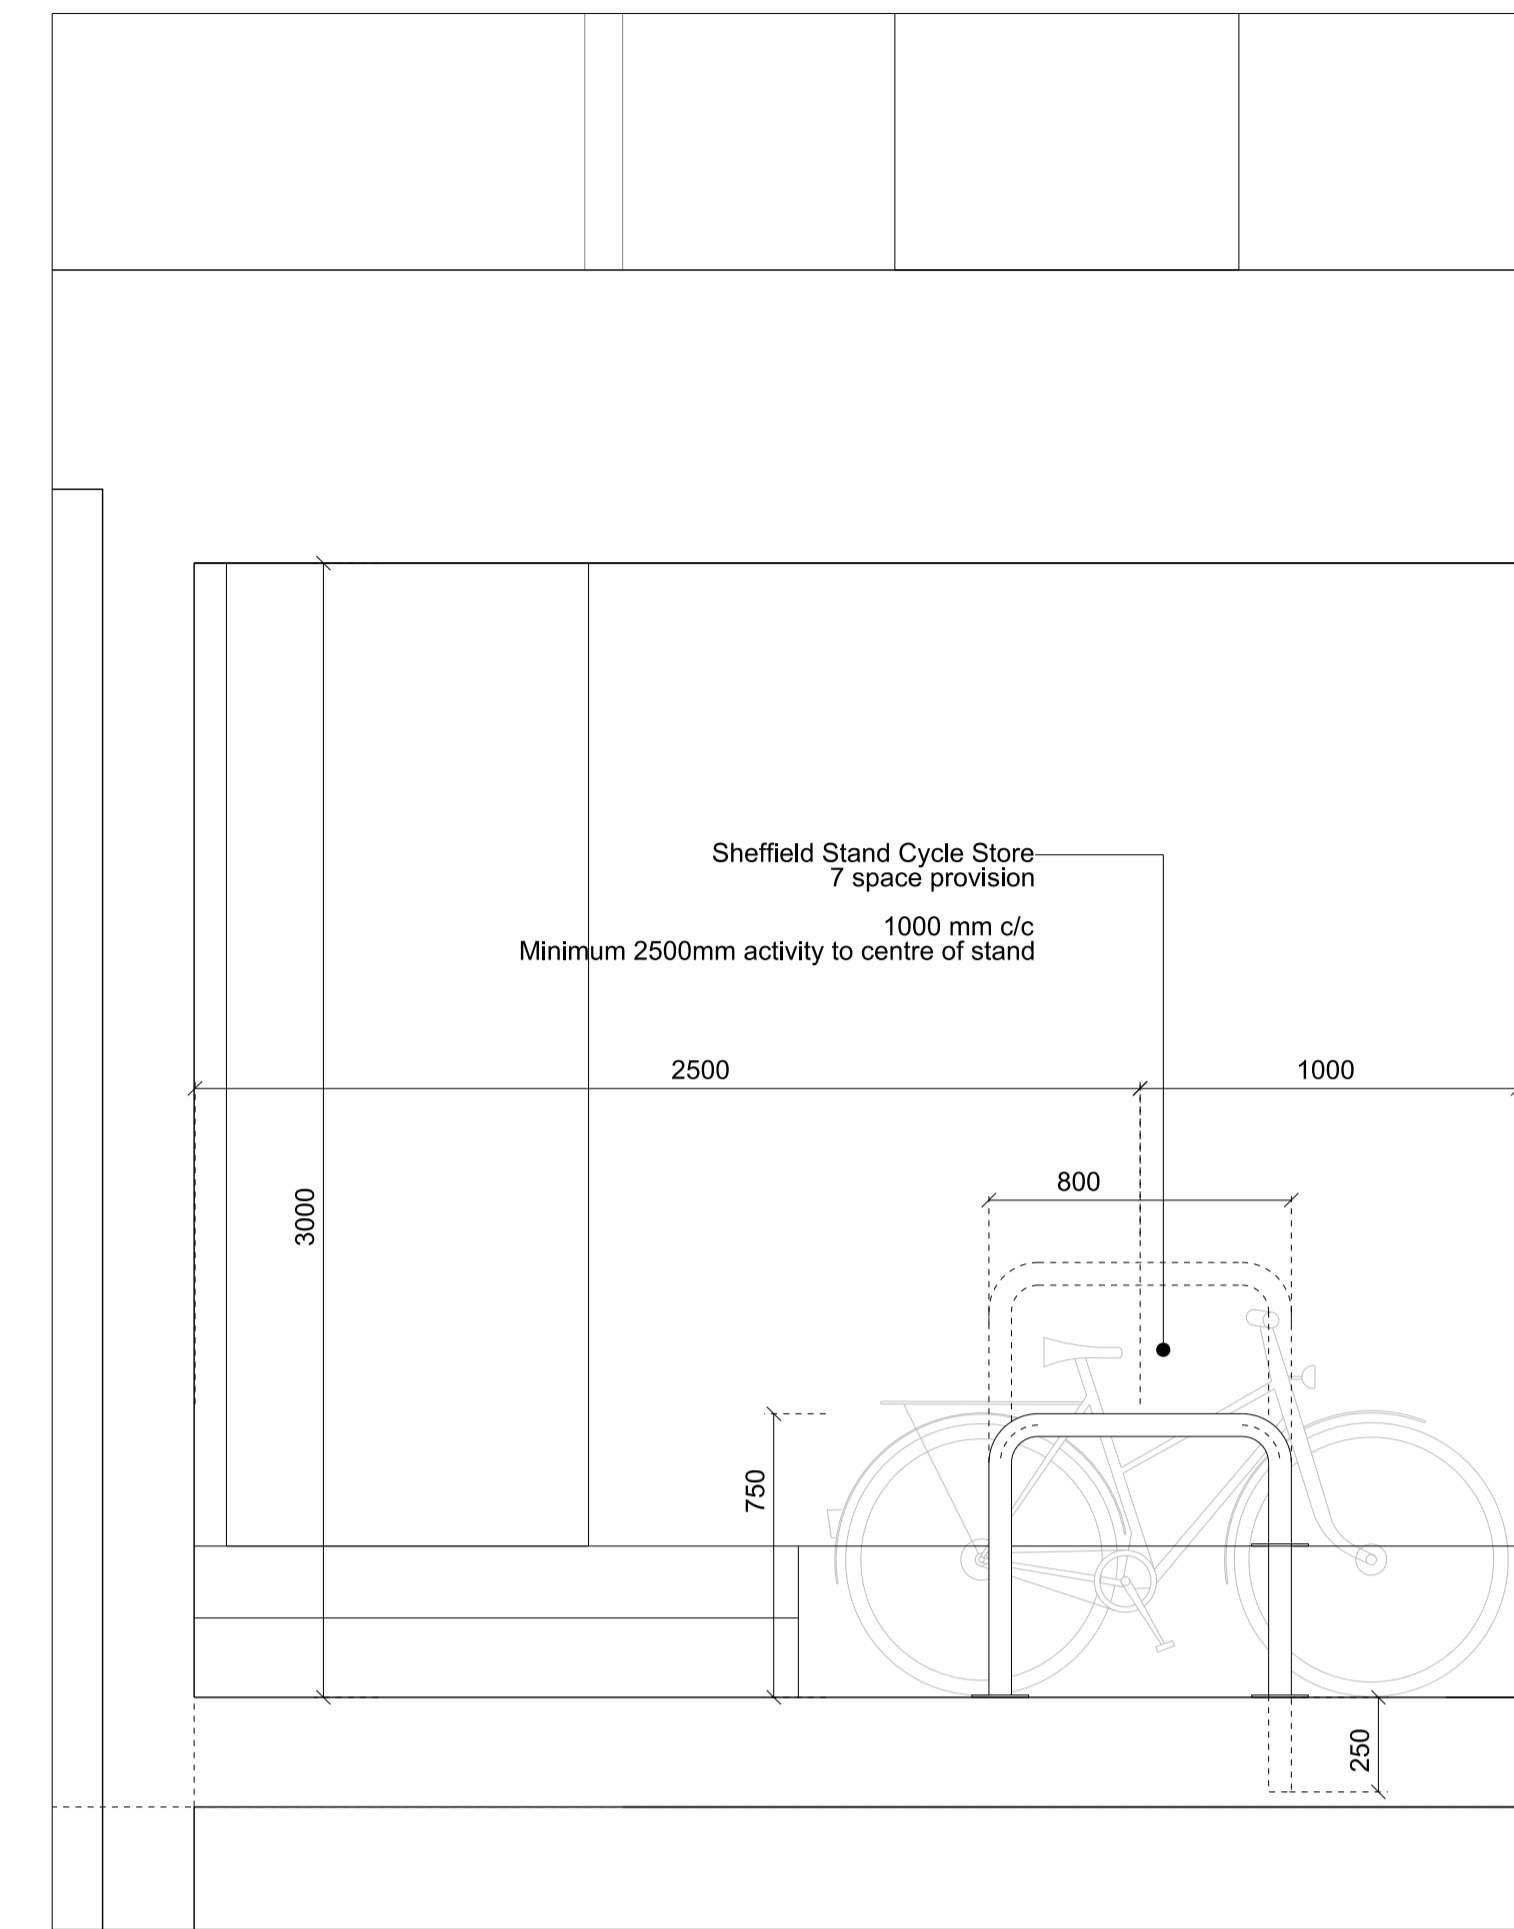 Sheffield Stand Cycle Store
7 space provision
1000 mm c/c
Minimum 2500mm activity to centre of stand
2500
1000
800
3000
750
250